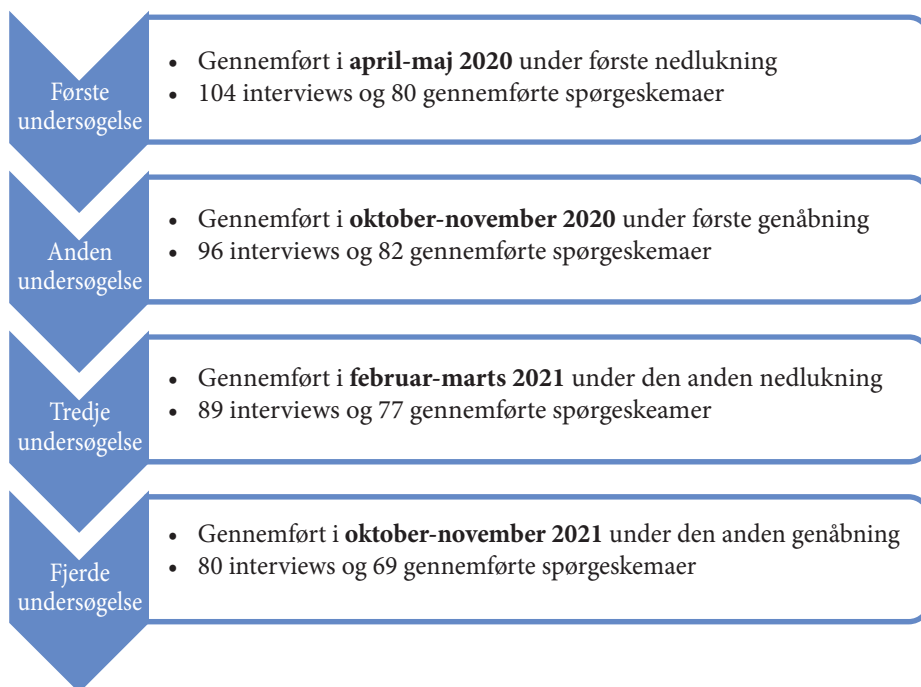 Første
undersøgelse
• Gennemført i april-maj 2020 under første nedlukning
• 104 interviews og 80 gennemførte spørgeskemaer
Anden
undersøgelse
• Gennemført i oktober-november 2020 under første genåbning
• 96 interviews og 82 gennemførte spørgeskemaer
Tredje
undersøgelse
• Gennemført i februar-marts 2021 under den anden nedlukning
• 89 interviews og 77 gennemførte spørgeskeamer
Fjerde
undersøgelse
• Gennemført i oktober-november 2021 under den anden genåbning
• 80 interviews og 69 gennemførte spørgeskemaer